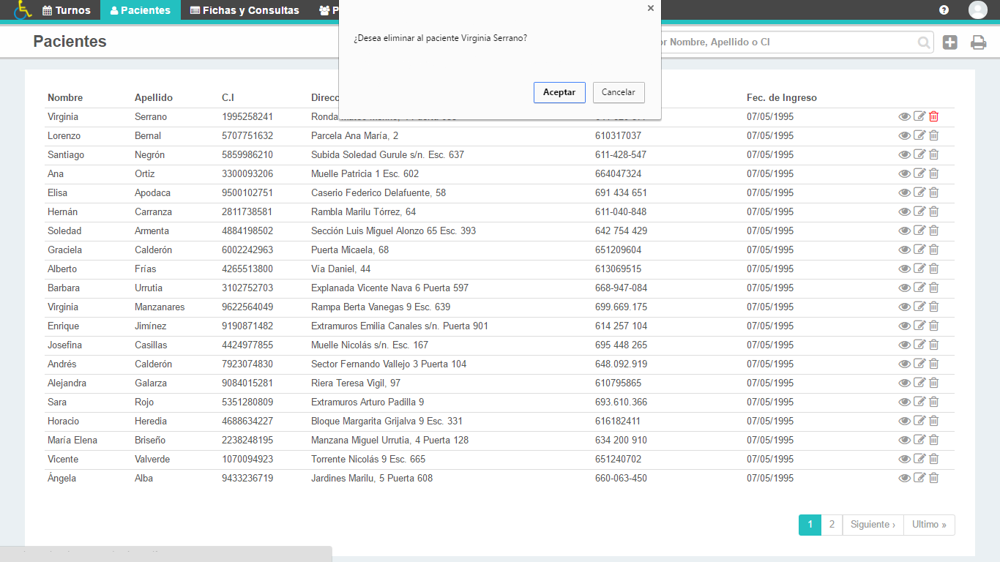 Turnos Pacientes Fichas y Consultas
¿Desea eliminar al paciente Virginia Serrano?
Aceptar Cancelar
Pacientes
Nombre, Apellido o CI
Nombre Apellido C.I Fec. de Ingreso
Virginia Serrano 1995258241 Ronda 07/05/1995
Lorenzo Bernal 5707751632 Parcela Ana María, 2 610317037 07/05/1995
Santiago Negrón 5859986210 Subida Soledad Gurule s/n. Esc. 637 611-428-547 07/05/1995
Ana Ortiz 3300093206 Muelle Patricia 1 Esc. 602 664047324 07/05/1995
Elisa Apodaca 9500102751 Caserio Federico Delafuente, 58 691 434 651 07/05/1995
Hernán Carranza 2811738581 Rambla Marilu Tórrez, 64 611-040-848 07/05/1995
Soledad Armenta 4884198502 Sección Luis Miguel Alonzo 65 Esc. 393 642 754 429 07/05/1995
Graciela Calderón 6002242963 Puerta Micaela, 68 651209604 07/05/1995
Alberto Frías 4265513800 Vía Daniel, 44 613069515 07/05/1995
Barbara Urrutia 3102752703 Explanada Vicente Nava 6 Puerta 597 668-947-084 07/05/1995
Virginia Manzanares 9622564049 Rampa Berta Vanegas 9 Esc. 639 699.669.175 07/05/1995
Enrique Jimínez 9190871482 Extramuros Emilia Canales s/n. Puerta 901 614 257 104 07/05/1995
Josefina Casillas 4424977855 Muelle Nicolás s/n. Esc. 167 695 448 265 07/05/1995
Andrés Calderón 7923074830 Sector Fernando Vallejo 3 Puerta 104 648.092.919 07/05/1995
Alejandra Galarza 9084015281 Riera Teresa Vigil, 97 610795865 07/05/1995
Sara Rojo 5351280809 Extramuros Arturo Padilla 9 693.610.366 07/05/1995
Horacio Heredia 4688634227 Bloque Margarita Grijalva 9 Esc. 331 616182411 07/05/1995
María Elena Briseño 2238248195 Manzana Miguel Urrutia, 4 Puerta 128 634 200 910 07/05/1995
Vicente Valverde 1070094923 Torrente Nicolás 9 Esc. 665 651240702 07/05/1995
Ángela Alba 9433236719 Jardines Marilu, 5 Puerta 608 660-063-450 07/05/1995
1 2 Siguiente › Ultimo »